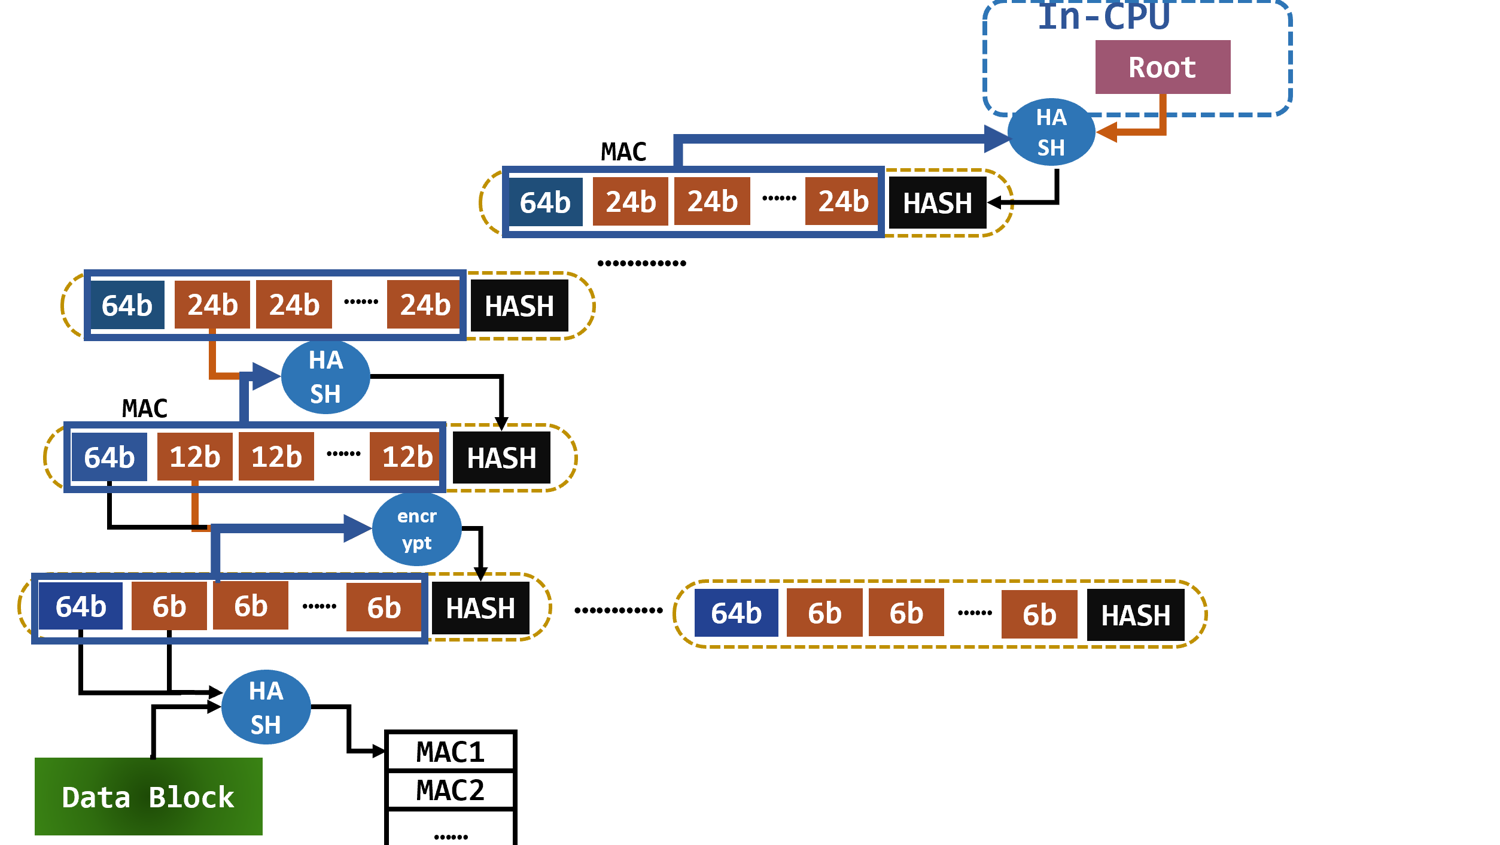 In-CPU
Root
HA
SH
MAC
64b 24b 24b ...... 24b HASH
............
64b 24b 24b ...... 24b HASH
HA
SH
MAC
64b 12b 12b ...... 12b HASH
encr
ypt
64b 6b 6b ...... 6b HASH ............ 64b 6b 6b ...... 6b HASH
HA
SH
MAC1
MAC2
Data Block
......